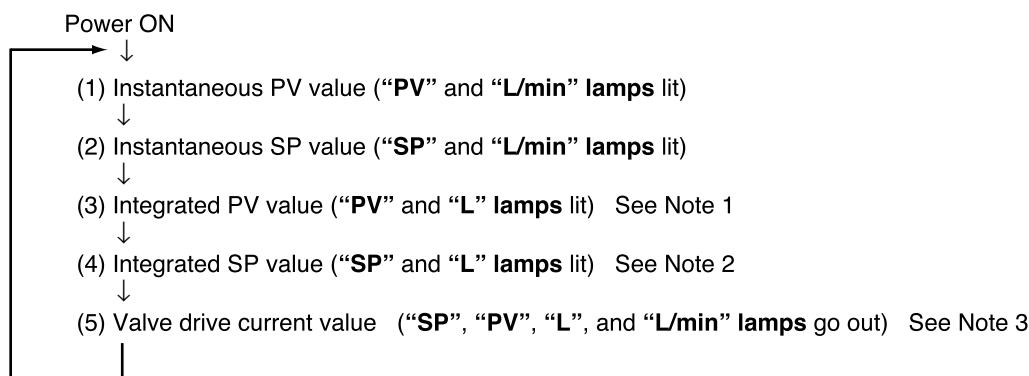 Power ON
(1) Instantaneous PV value (“PV” and “L/min” lamps lit)
(2) Instantaneous SP value (“SP” and “L/min” lamps lit)
(3) Integrated PV value (“PV” and “L” lamps lit) See Note 1
(4) Integrated SP value (“SP” and “L” lamps lit) See Note 2
(5) Valve drive current value (“SP”, “PV”, “L”, and “L/min” lamps go out) See Note 3